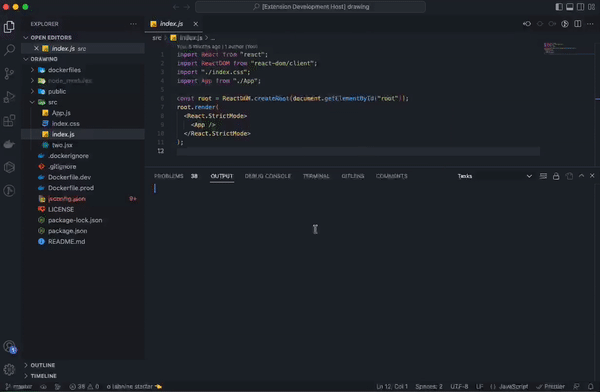 [Extension Development Host] drawing
EXPLORER
OPEN EDITORS
index.js src
DRAWING
dockerfiles
node_modules
public
src
App.js
index.css
index.js
two.jsx
.dockerignore
.gitignore
Dockerfile.dev
Dockerfile.prod
jsconfig.json 9+
LICENSE
package-lock.json
package.json
README.md
OUTLINE
TIMELINE
index.js
src > index.js > ...
You, 8 months ago | 1 author (You)
1 import React from "react";
2 import ReactDOM from "react-dom/client";
3 import "./index.css";
4 import App from "./App";
5
6 const root = ReactDOM.createRoot(document.getElementById("root"));
7 root.render(
8 <React.StrictMode>
9 <App />
10 </React.StrictMode>
11 );
12
PROBLEMS 38 OUTPUT DEBUG CONSOLE TERMINAL GITLENS COMMENTS Tasks
master 38 0 Ln 12, Col 1 Spaces: 2 UTF-8 LF JavaScript Prettier